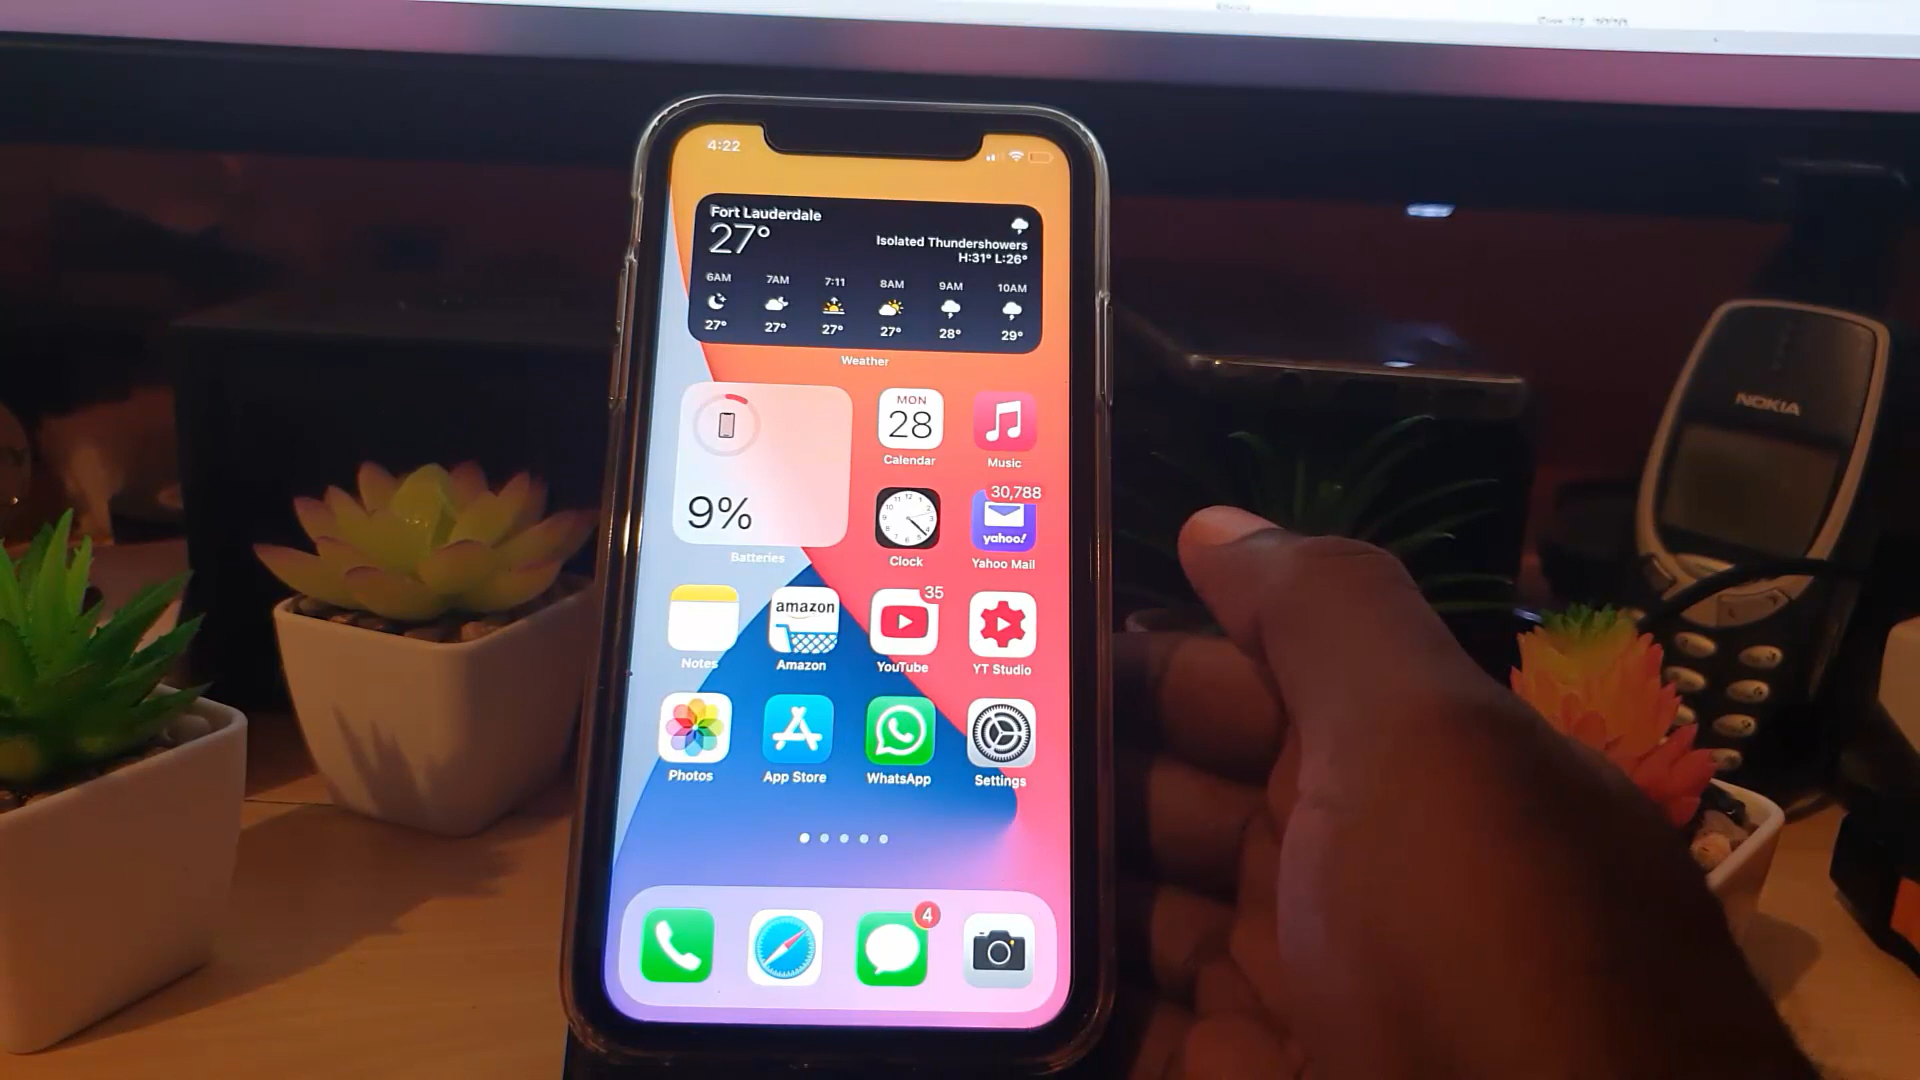 4:22
Fort Lauderdale
27°
Isolated Thundershowers
H:31° L:26°
6AM 7AM 7:11 8AM 9AM 10AM
27° 27° 27° 27° 28° 29°
Weather
MON
28
Calendar
Music
9%
Batteries
Clock
30,788
yahoo!
Yahoo Mail
NOKIA
Notes
amazon
Amazon
35
YouTube
YT Studio
Photos
App Store
WhatsApp
Settings
4